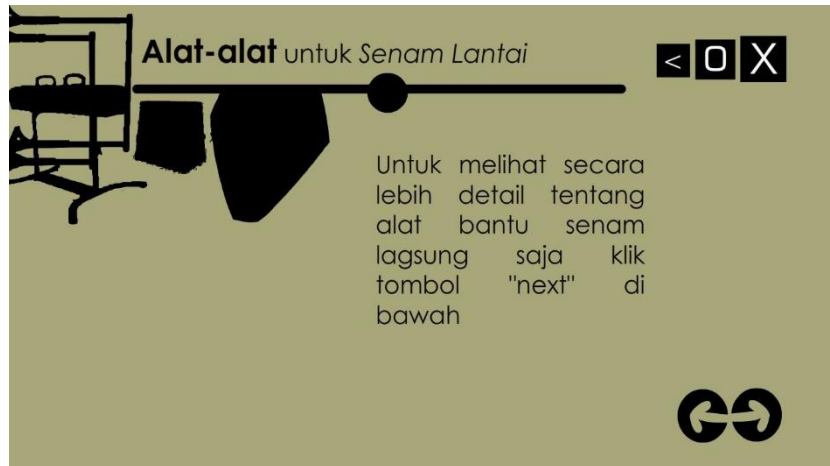 Alat-alat untuk Senam Lantai
< O X
Untuk melihat secara
lebih detail tentang
alat bantu senam
lagsung saja klik
tombol "next" di
bawah